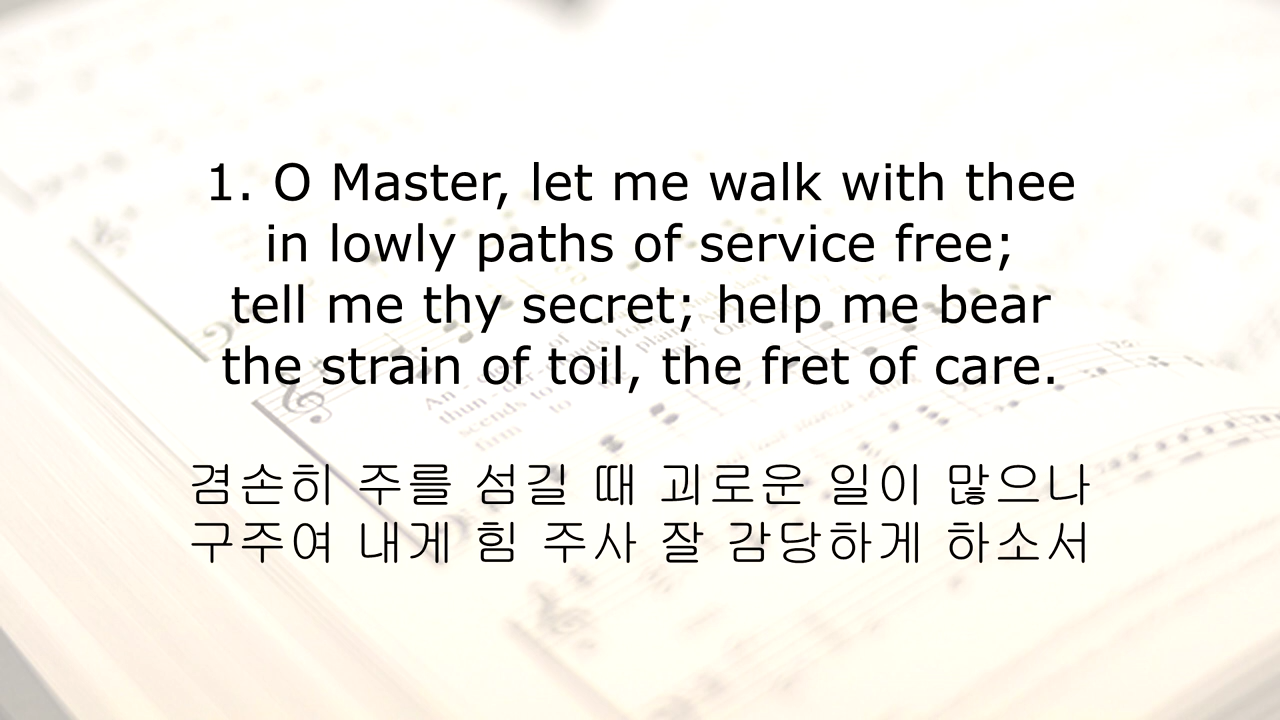 1. O Master, let me walk with thee
in lowly paths of service free;
tell me thy secret; help me bear
the strain of toil, the fret of care.
겸손히 주를 섬길 때 괴로운 일이 많으나
구주여 내게 힘 주사 잘 감당하게 하소서